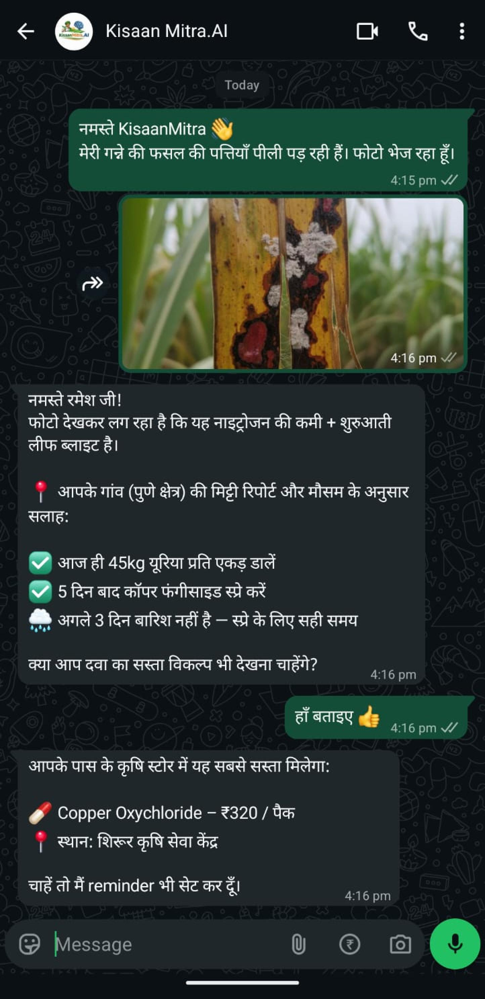 Kisaan Mitra.AI
KisaanMitra.AI
Today
नमस्ते KisaanMitra 👋
मेरी गन्ने की फसल की पत्तियाँ पीली पड़ रही हैं। फोटो भेज रहा हूँ।
4:15 pm
4:16 pm
नमस्ते रमेश जी!
फोटो देखकर लग रहा है कि यह नाइट्रोजन की कमी + शुरुआती
लीफ ब्लाइट है।
📍 आपके गांव (पुणे क्षेत्र) की मिट्टी रिपोर्ट और मौसम के अनुसार
सलाह:
✅ आज ही 45kg यूरिया प्रति एकड़ डालें
✅ 5 दिन बाद कॉपर फंगीसाइड स्प्रे करें
🌧️ अगले 3 दिन बारिश नहीं है – स्प्रे के लिए सही समय
क्या आप दवा का सस्ता विकल्प भी देखना चाहेंगे?
4:16 pm
हाँ बताइए 👍
4:16 pm
आपके पास के कृषि स्टोर में यह सबसे सस्ता मिलेगा:
💊 Copper Oxychloride – ₹320 / पैक
📍 स्थान: शिरूर कृषि सेवा केंद्र
चाहें तो मैं reminder भी सेट कर दूँ।
4:16 pm
Message